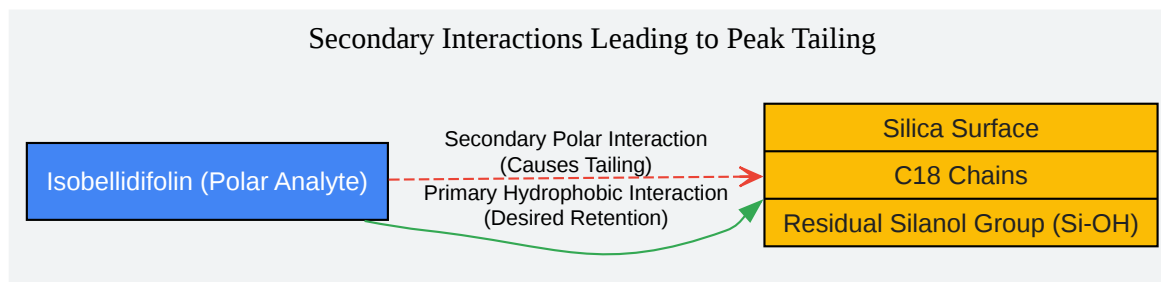 Secondary Interactions Leading to Peak Tailing
Isobellidifolin (Polar Analyte)
Secondary Polar Interaction
(Causes Tailing)
Primary Hydrophobic Interaction
(Desired Retention)
Silica Surface
C18 Chains
Residual Silanol Group (Si-OH)